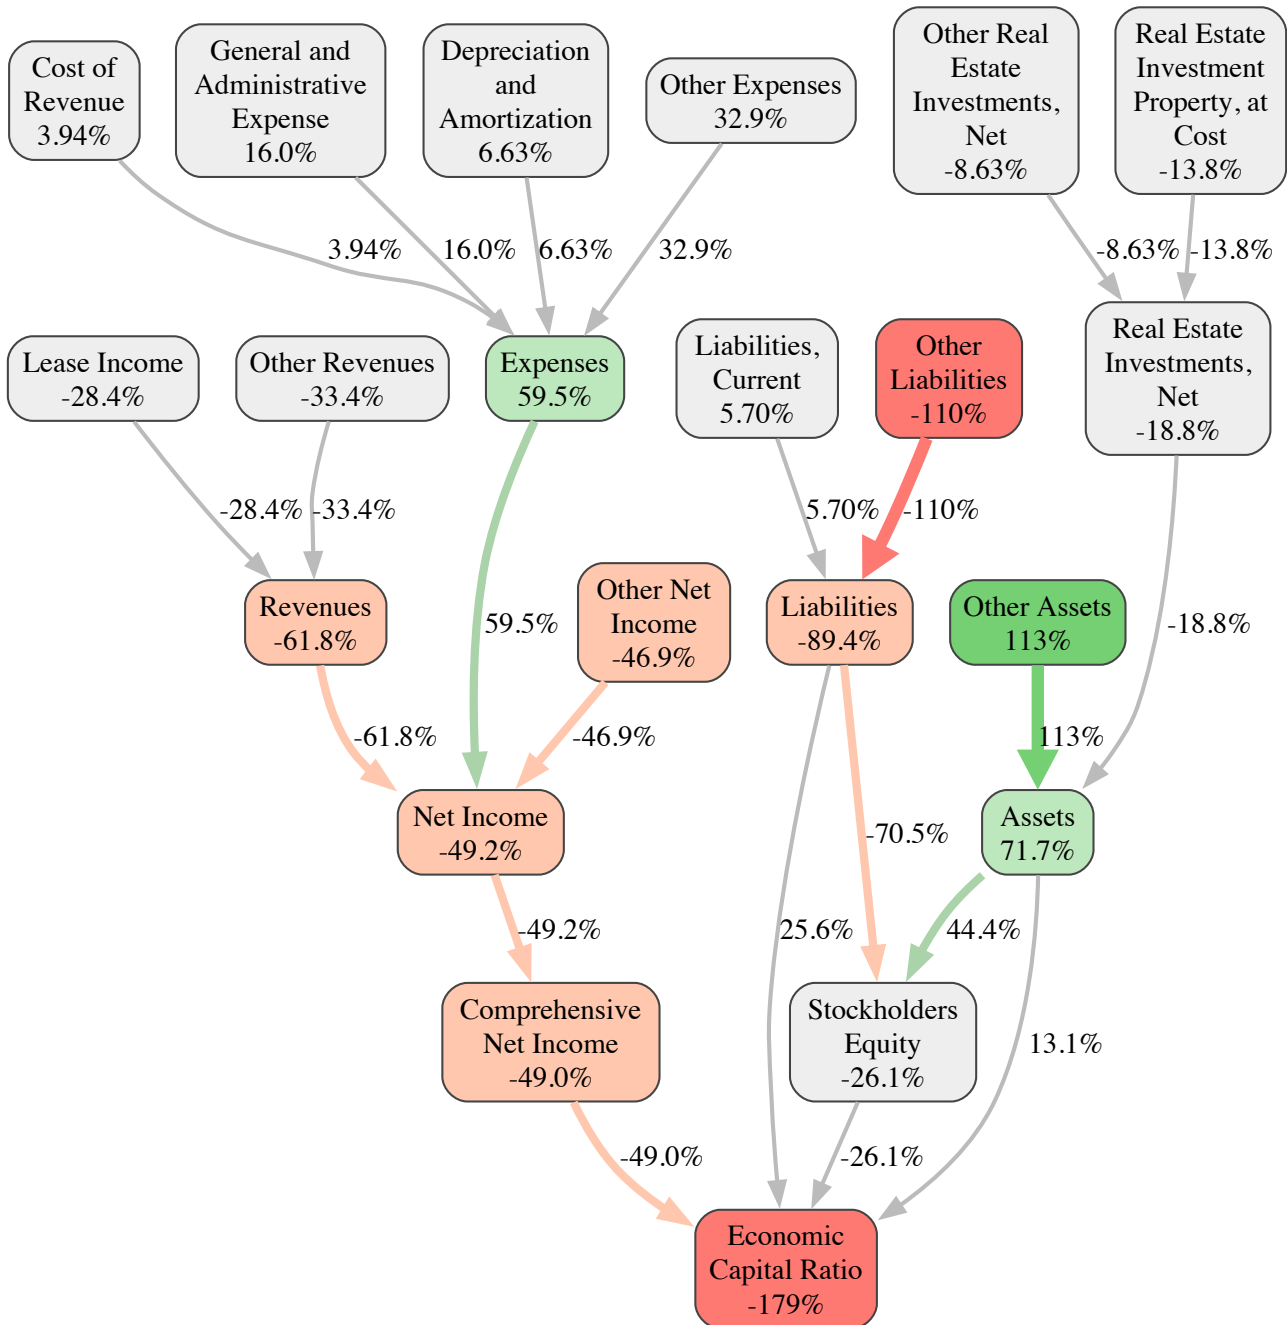 Cost of
Revenue
3.94%
General and
Administrative
Expense
16.0%
Depreciation
and
Amortization
6.63%
Other Expenses
32.9%
Other Real
Estate
Investments,
Net
-8.63%
Real Estate
Investment
Property, at
Cost
-13.8%
3.94%
16.0%
6.63%
32.9%
-8.63%
-13.8%
Lease Income
-28.4%
Other Revenues
-33.4%
Expenses
59.5%
Liabilities,
Current
5.70%
Other
Liabilities
-110%
Real Estate
Investments,
Net
-18.8%
-28.4%
-33.4%
5.70%
-110%
Revenues
-61.8%
59.5%
Other Net
Income
-46.9%
Liabilities
-89.4%
Other Assets
113%
-18.8%
-61.8%
-46.9%
113%
Net Income
-49.2%
-70.5%
Assets
71.7%
-49.2%
25.6%
44.4%
Comprehensive
Net Income
-49.0%
Stockholders
Equity
-26.1%
13.1%
-49.0%
-26.1%
Economic
Capital Ratio
-179%